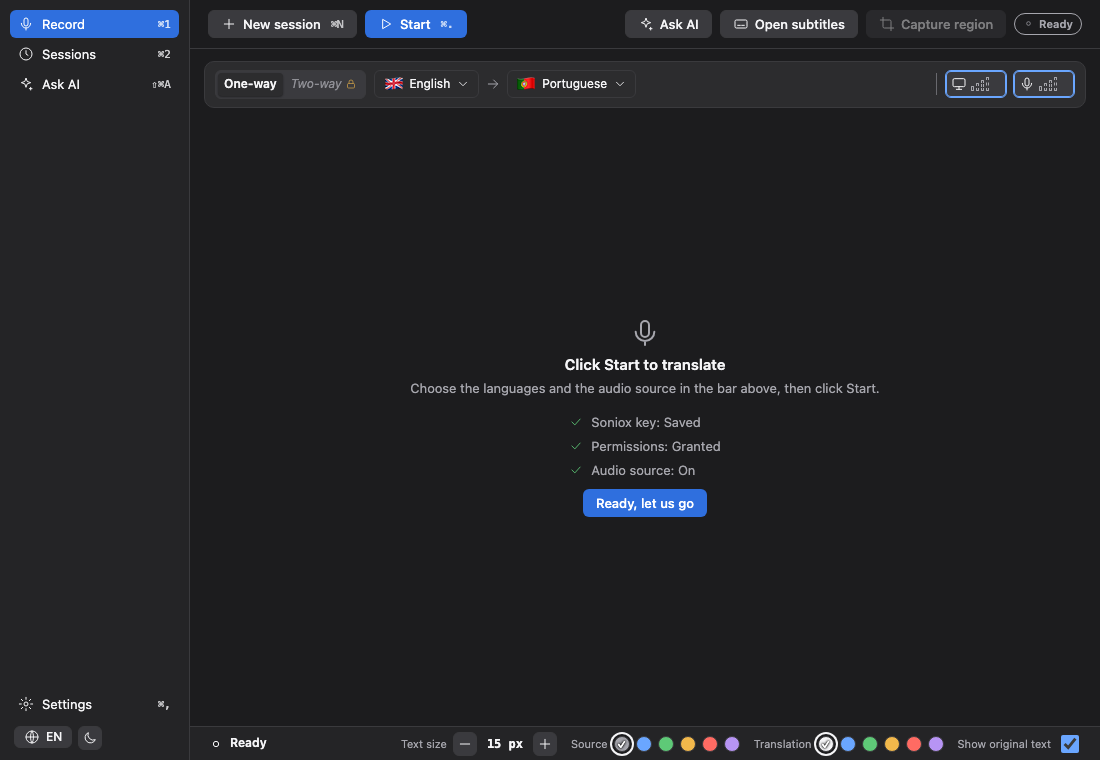 Record ⌘1
Sessions ⌘2
Ask AI ⇧⌘A
New session ⌘N
Start ⌘.
Ask AI
Open subtitles
Capture region
Ready
One-way
Two-way
English
Portuguese
Click Start to translate
Choose the languages and the audio source in the bar above, then click Start.
Soniox key: Saved
Permissions: Granted
Audio source: On
Ready, let us go
Settings ⌘,
EN
Ready
Text size
15 px
Source
Translation
Show original text